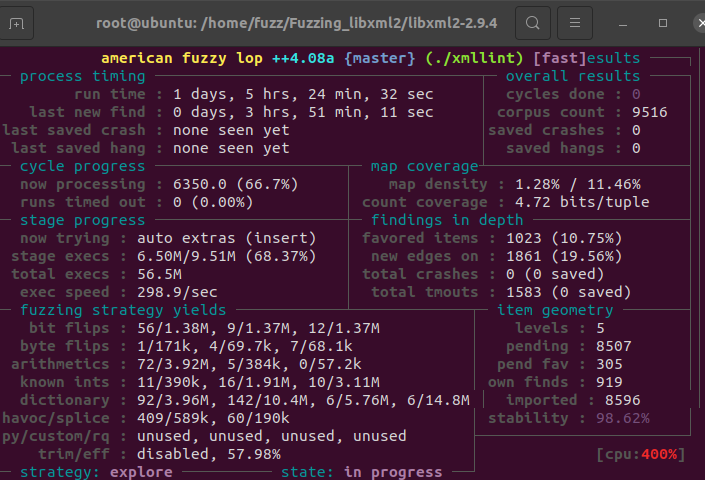 root@ubuntu: /home/fuzz/Fuzzing_libxml2/libxml2-2.9.4
american fuzzy lop ++4.08a {master} (./xmllint) [fast]esults
process timing overall results
run time : 1 days, 5 hrs, 24 min, 32 sec cycles done : 0
last new find : 0 days, 3 hrs, 51 min, 11 sec corpus count : 9516
last saved crash : none seen yet saved crashes : 0
last saved hang : none seen yet saved hangs : 0
cycle progress map coverage
now processing : 6350.0 (66.7%) map density : 1.28% / 11.46%
runs timed out : 0 (0.00%) count coverage : 4.72 bits/tuple
stage progress findings in depth
now trying : auto extras (insert) favored items : 1023 (10.75%)
stage execs : 6.50M/9.51M (68.37%) new edges on : 1861 (19.56%)
total execs : 56.5M total crashes : 0 (0 saved)
exec speed : 298.9/sec total tmouts : 1583 (0 saved)
fuzzing strategy yields item geometry
bit flips : 56/1.38M, 9/1.37M, 12/1.37M levels : 5
byte flips : 1/171k, 4/69.7k, 7/68.1k pending : 8507
arithmetics : 72/3.92M, 5/384k, 0/57.2k pend fav : 305
known ints : 11/390k, 16/1.91M, 10/3.11M own finds : 919
dictionary : 92/3.96M, 142/10.4M, 6/5.76M, 6/14.8M imported : 8596
havoc/splice : 409/589k, 60/190k stability : 98.62%
py/custom/rq : unused, unused, unused, unused
trim/eff : disabled, 57.98% [cpu:400%]
strategy: explore state: in progress